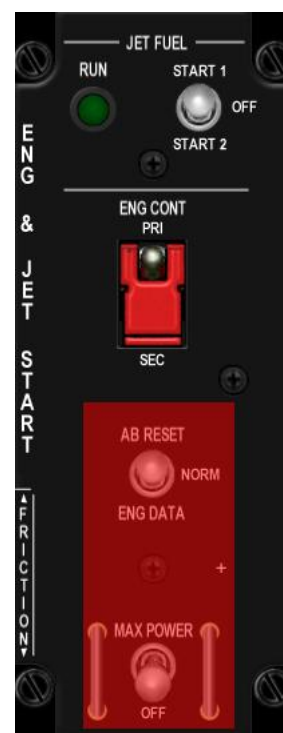 JET FUEL
RUN
START 1
OFF
START 2
ENG & JET START
ENG CONT
PRI
SEC
AB RESET
NORM
ENG DATA
+
FRICTION
MAX POWER
OFF